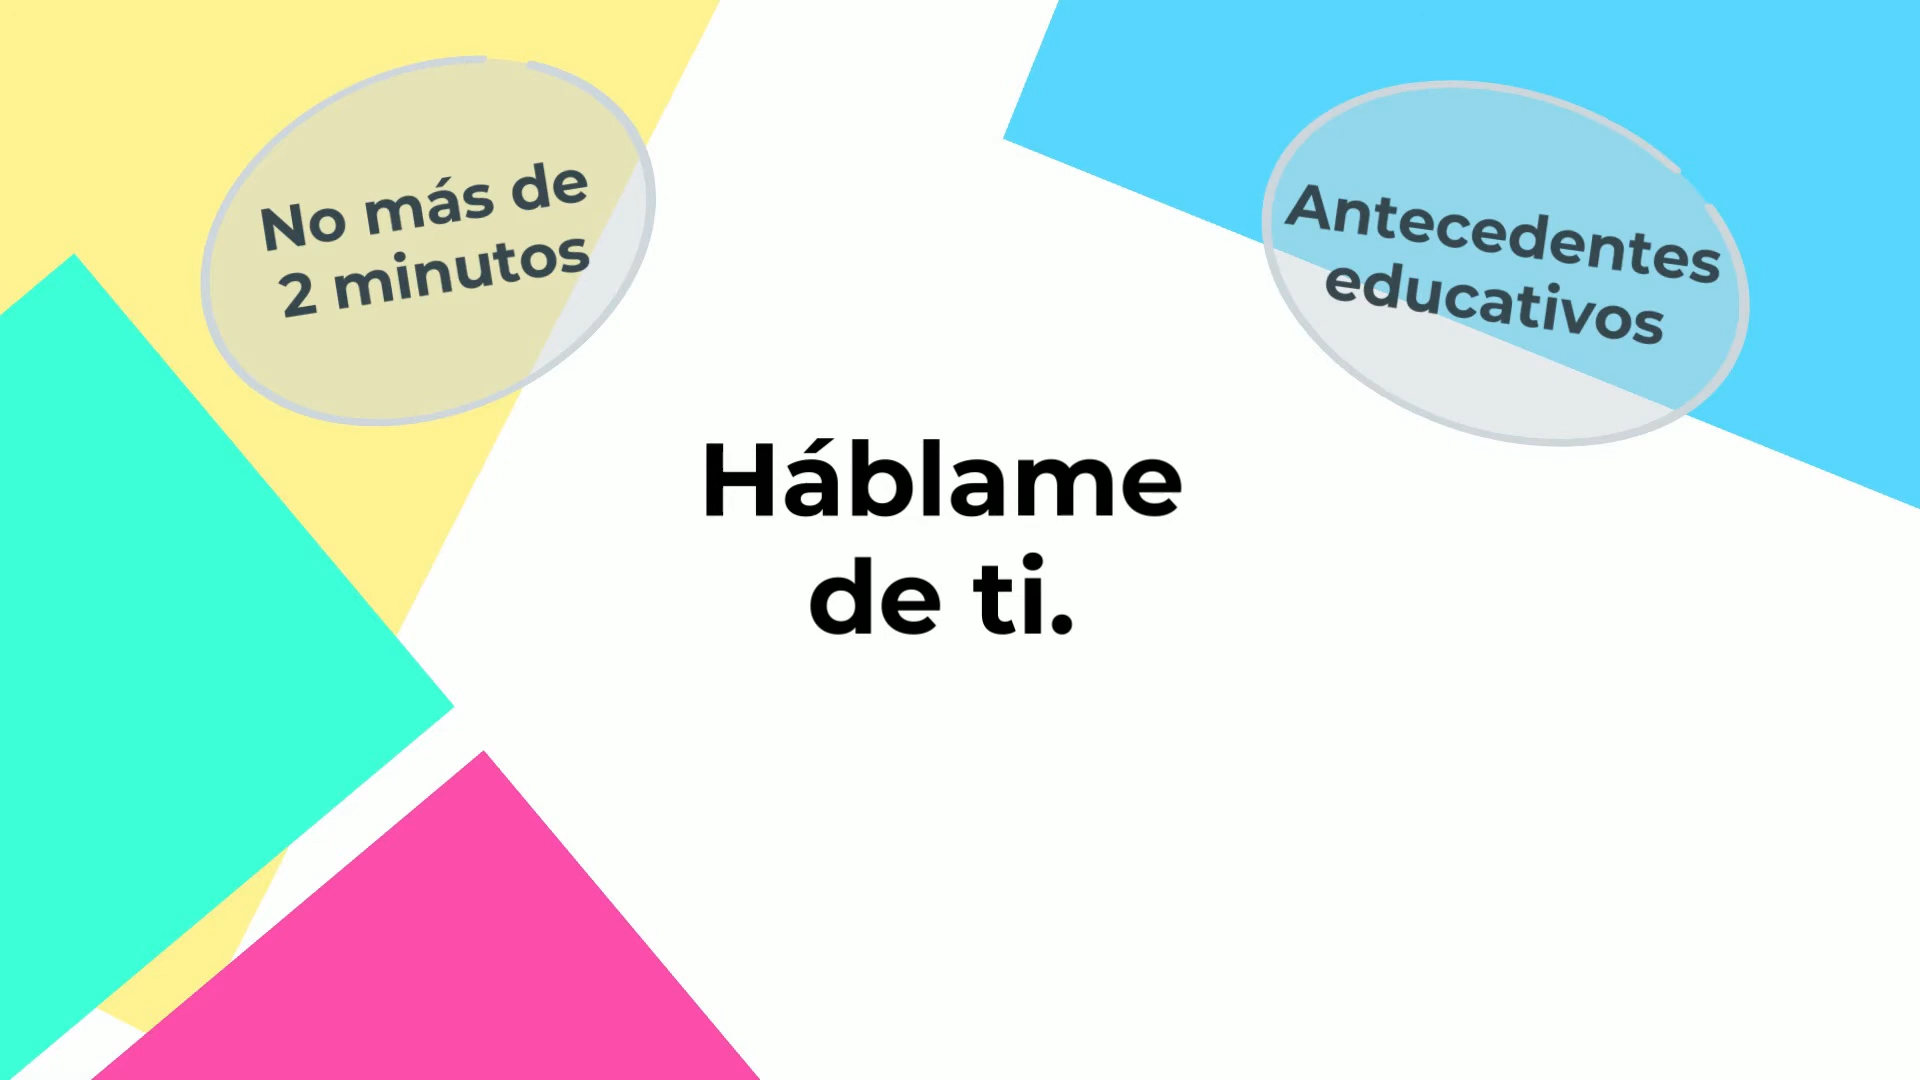 No más de
2 minutos
Antecedentes
educativos
Háblame
de ti.